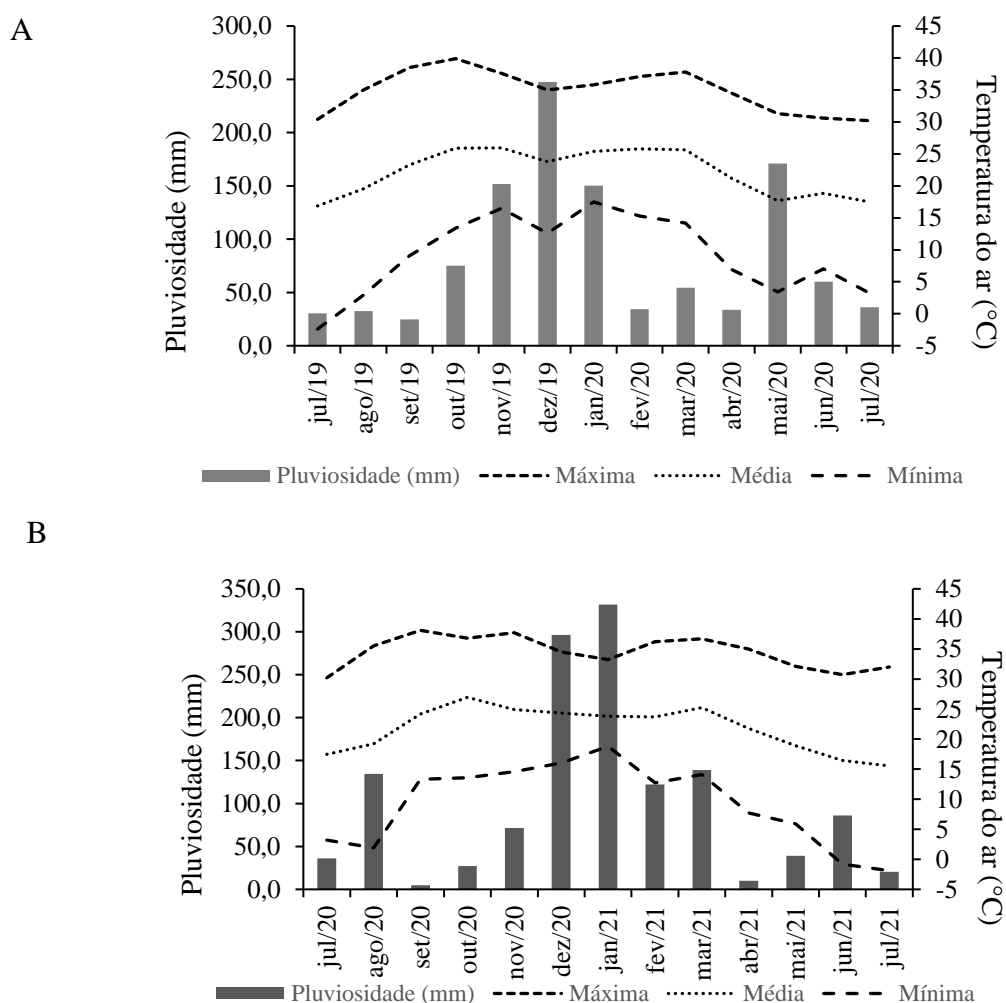 A
300,0
250,0
200,0
150,0
100,0
50,0
0,0
Pluviosidade (mm)
45
40
35
30
25
20
15
10
5
0
-5
Temperatura do ar (°C)
jul/19
ago/19
set/19
out/19
nov/19
dez/19
jan/20
fev/20
mar/20
abr/20
mai/20
jun/20
jul/20
Pluviosidade (mm) Máxima Média Mínima
B
350,0
300,0
250,0
200,0
150,0
100,0
50,0
0,0
Pluviosidade (mm)
45
40
35
30
25
20
15
10
5
0
-5
Temperatura do ar (°C)
jul/20
ago/20
set/20
out/20
nov/20
dez/20
jan/21
fev/21
mar/21
abr/21
mai/21
jun/21
jul/21
Pluviosidade (mm) Máxima Média Mínima